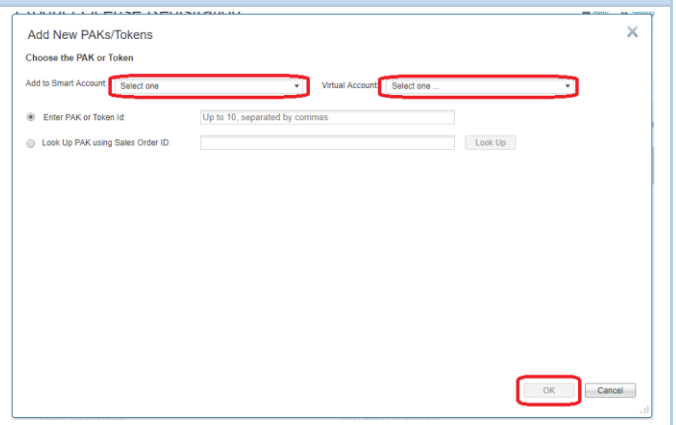 Add New PAKs/Tokens
Choose the PAK or Token
Add to Smart Account: Select one Virtual Account: Select one ...
Enter PAK or Token Id: Up to 10, separated by commas
Look Up PAK using Sales Order ID: Look Up
OK Cancel